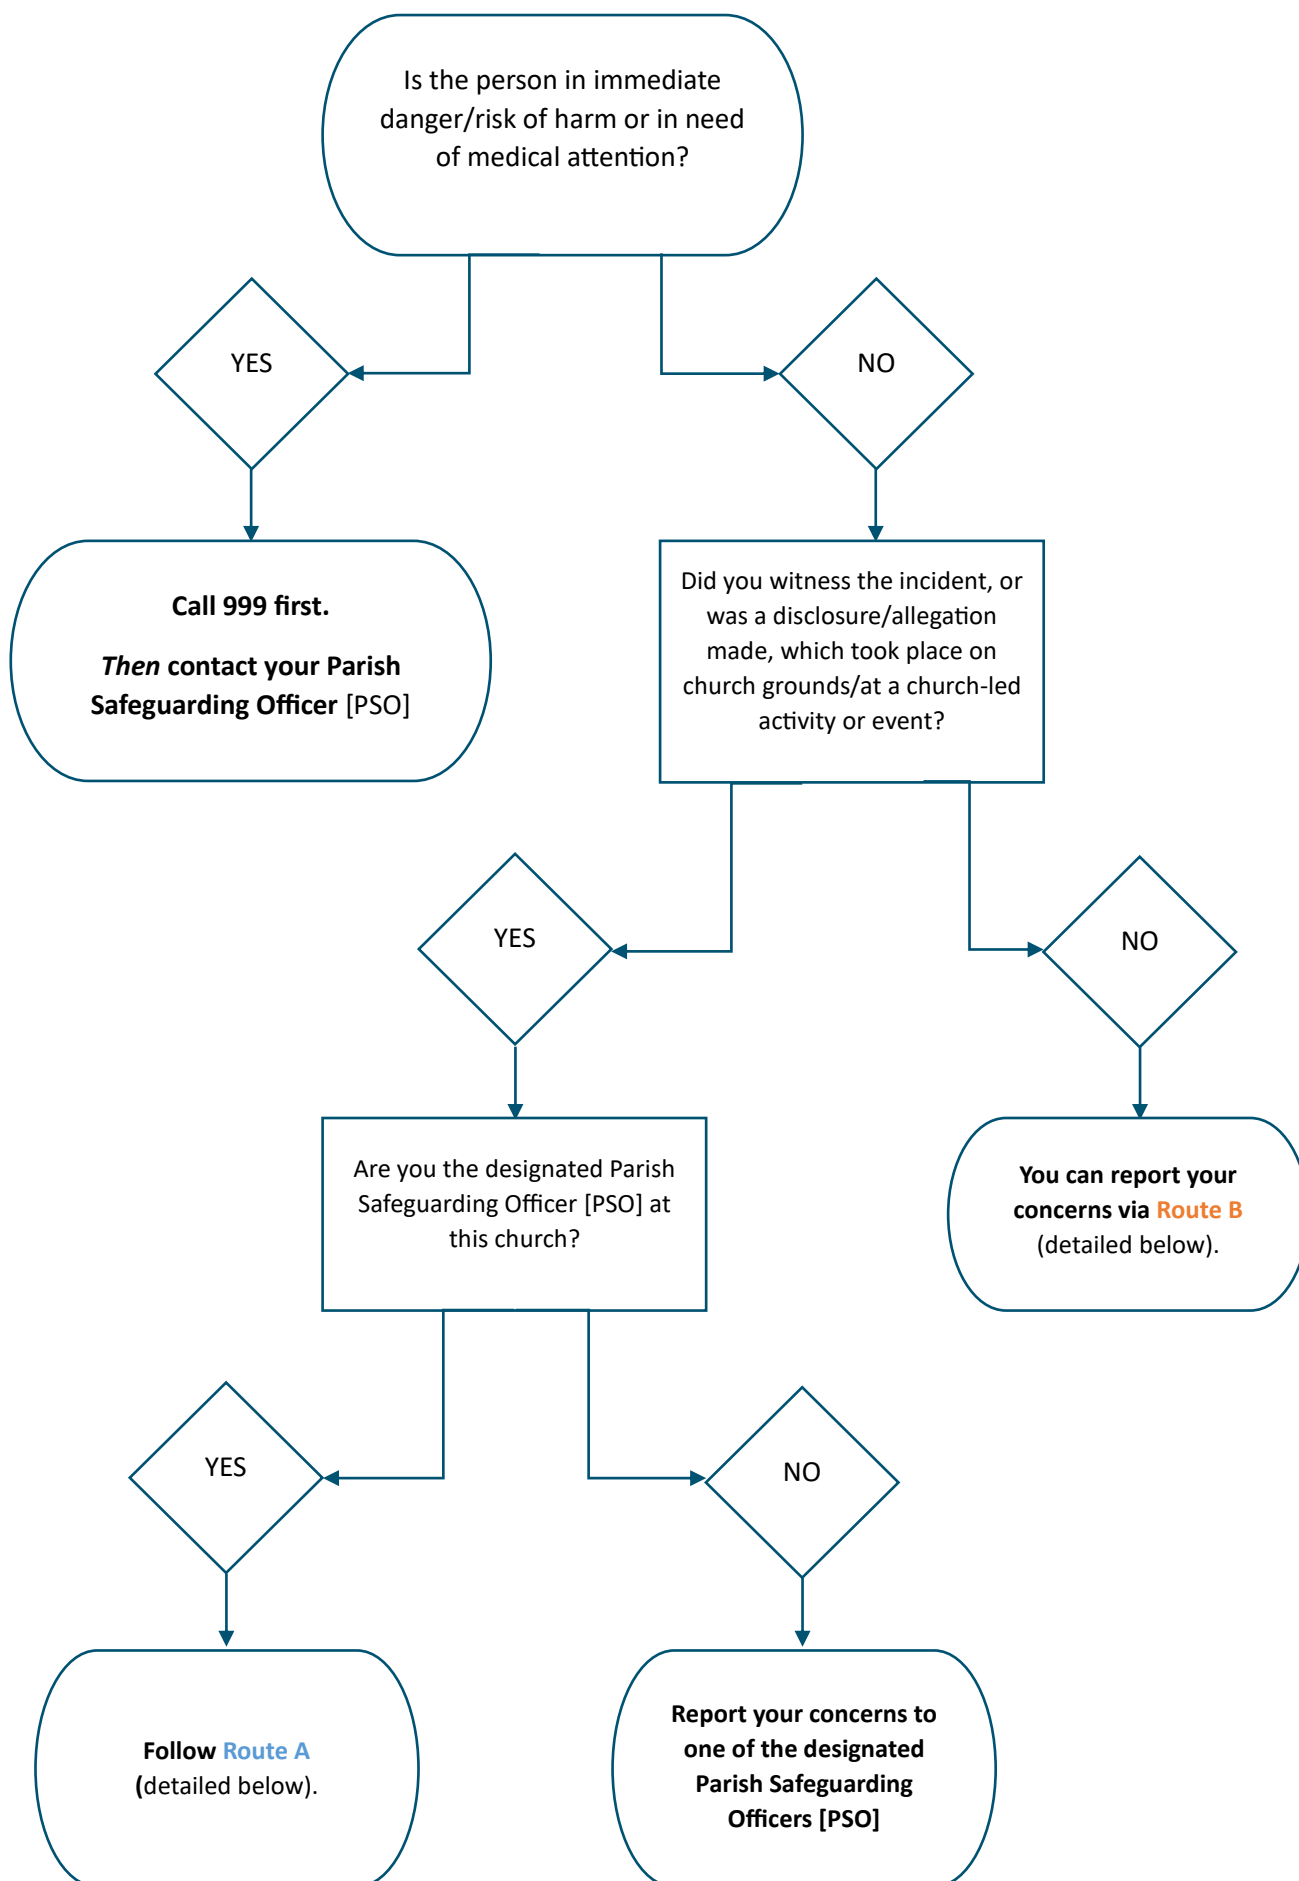 Is the person in immediate
danger/risk of harm or in need
of medical attention?
YES
NO
Call 999 first.
Then contact your Parish
Safeguarding Officer [PSO]
Did you witness the incident, or
was a disclosure/allegation
made, which took place on
church grounds/at a church-led
activity or event?
YES
NO
Are you the designated Parish
Safeguarding Officer [PSO] at
this church?
You can report your
concerns via Route B
(detailed below).
YES
NO
Follow Route A
(detailed below).
Report your concerns to
one of the designated
Parish Safeguarding
Officers [PSO]